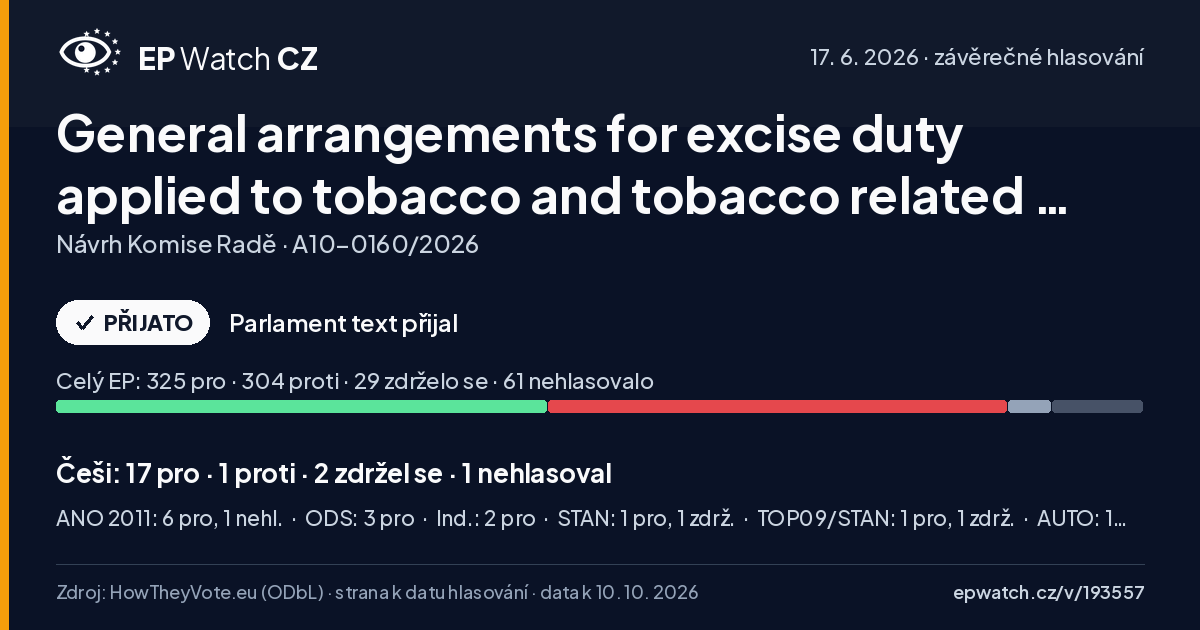 EP Watch CZ
17. 6. 2026 · závěrečné hlasování
General arrangements for excise duty
applied to tobacco and tobacco related …
Návrh Komise Radě · A10–0160/2026
✓ PŘIJATO
Parlament text přijal
Celý EP: 325 pro · 304 proti · 29 zdrželo se · 61 nehlasovalo
Češi: 17 pro · 1 proti · 2 zdržel se · 1 nehlasoval
ANO 2011: 6 pro, 1 nehl. · ODS: 3 pro · Ind.: 2 pro · STAN: 1 pro, 1 zdrž. · TOP09/STAN: 1 pro, 1 zdrž. · AUTO: 1…
Zdroj: HowTheyVote.eu (ODbL) · strana k datu hlasování · data k 10. 10. 2026
epwatch.cz/v/193557